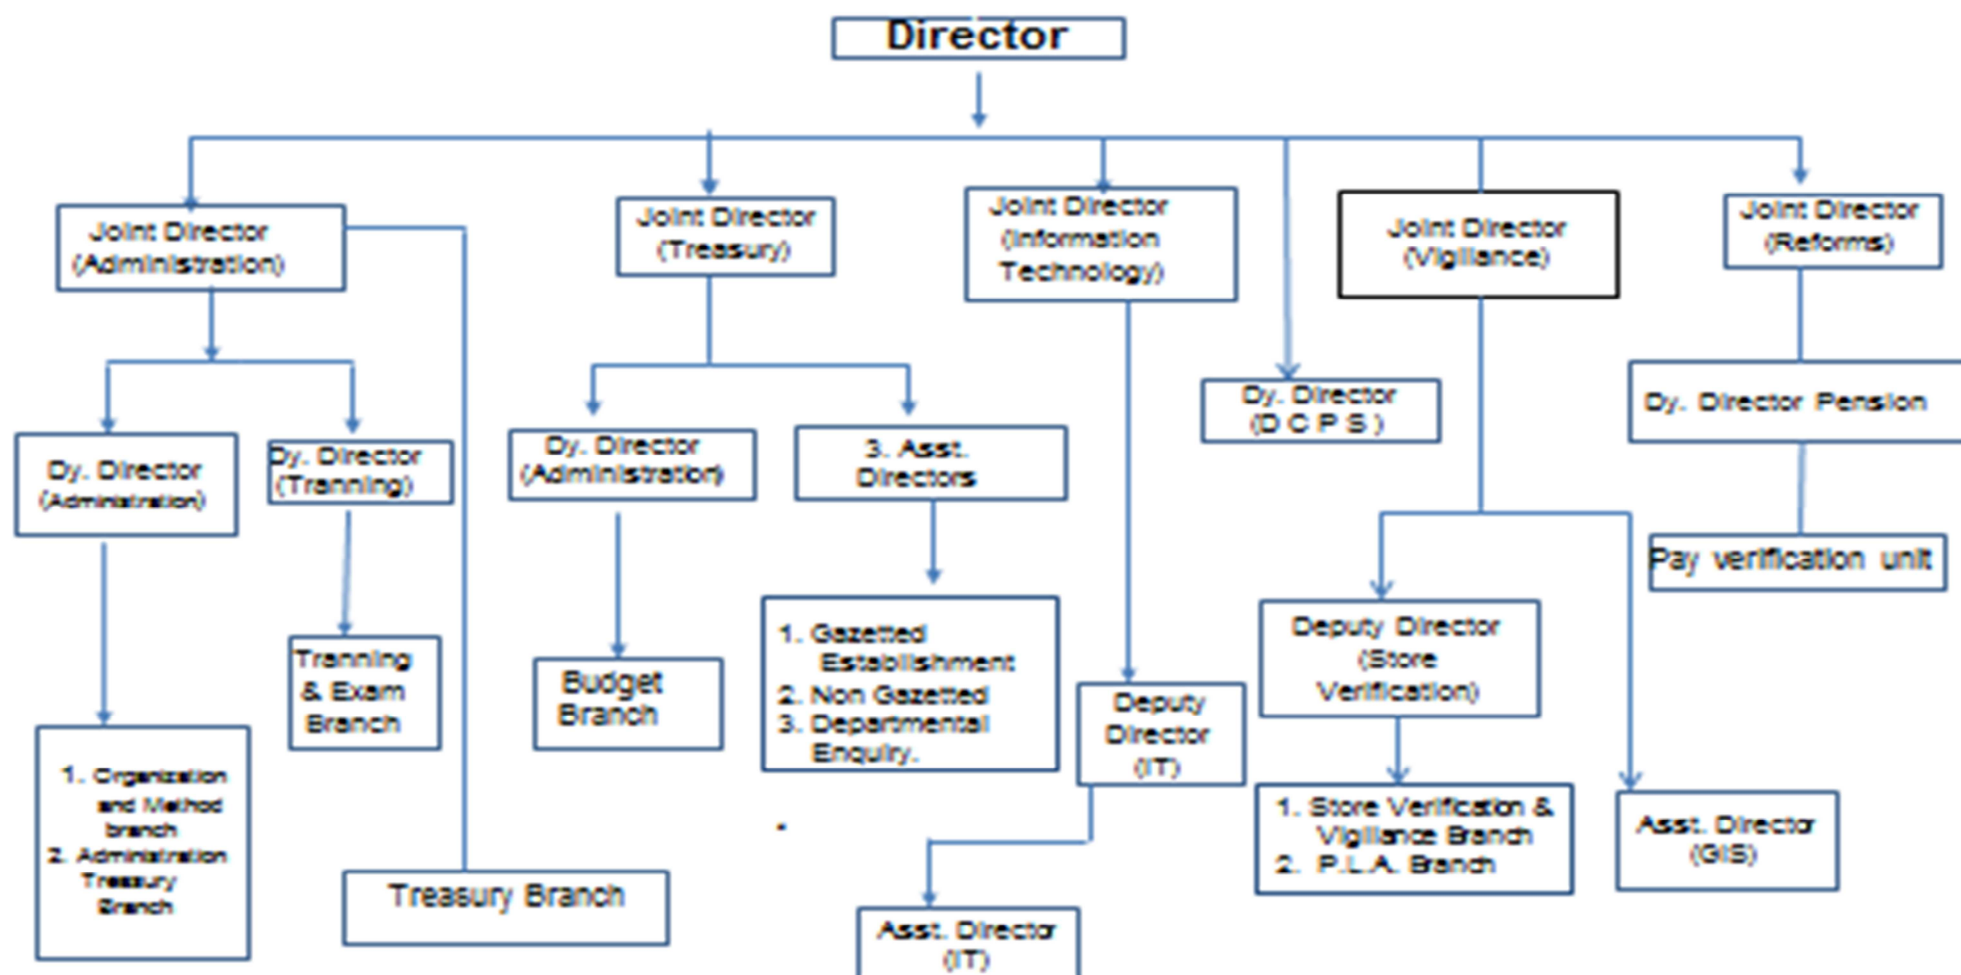 Director
Joint Director
(Administration)
Joint Director
(Treasury)
Joint Director
(Information
Technology)
Joint Director
(Vigilance)
Joint Director
(Reforms)
Dy. Director
(Administration)
Dy. Director
(Tranning)
Dy. Director
(Administration)
3. Asst.
Directors
Dy. Director
(D C P S )
Dy. Director Pension
Pay verification unit
Tranning
& Exam
Branch
Budget
Branch
1. Gazetted
Establishment
2. Non Gazetted
3. Departmental
Enquiry.
Deputy
Director
(IT)
Deputy Director
(Store
Verification)
1. Organization
and Method
branch
2. Administration
Treasury
Branch
Treasury Branch
Asst. Director
(IT)
1. Store Verification &
Vigilance Branch
2. P.L.A. Branch
Asst. Director
(GIS)